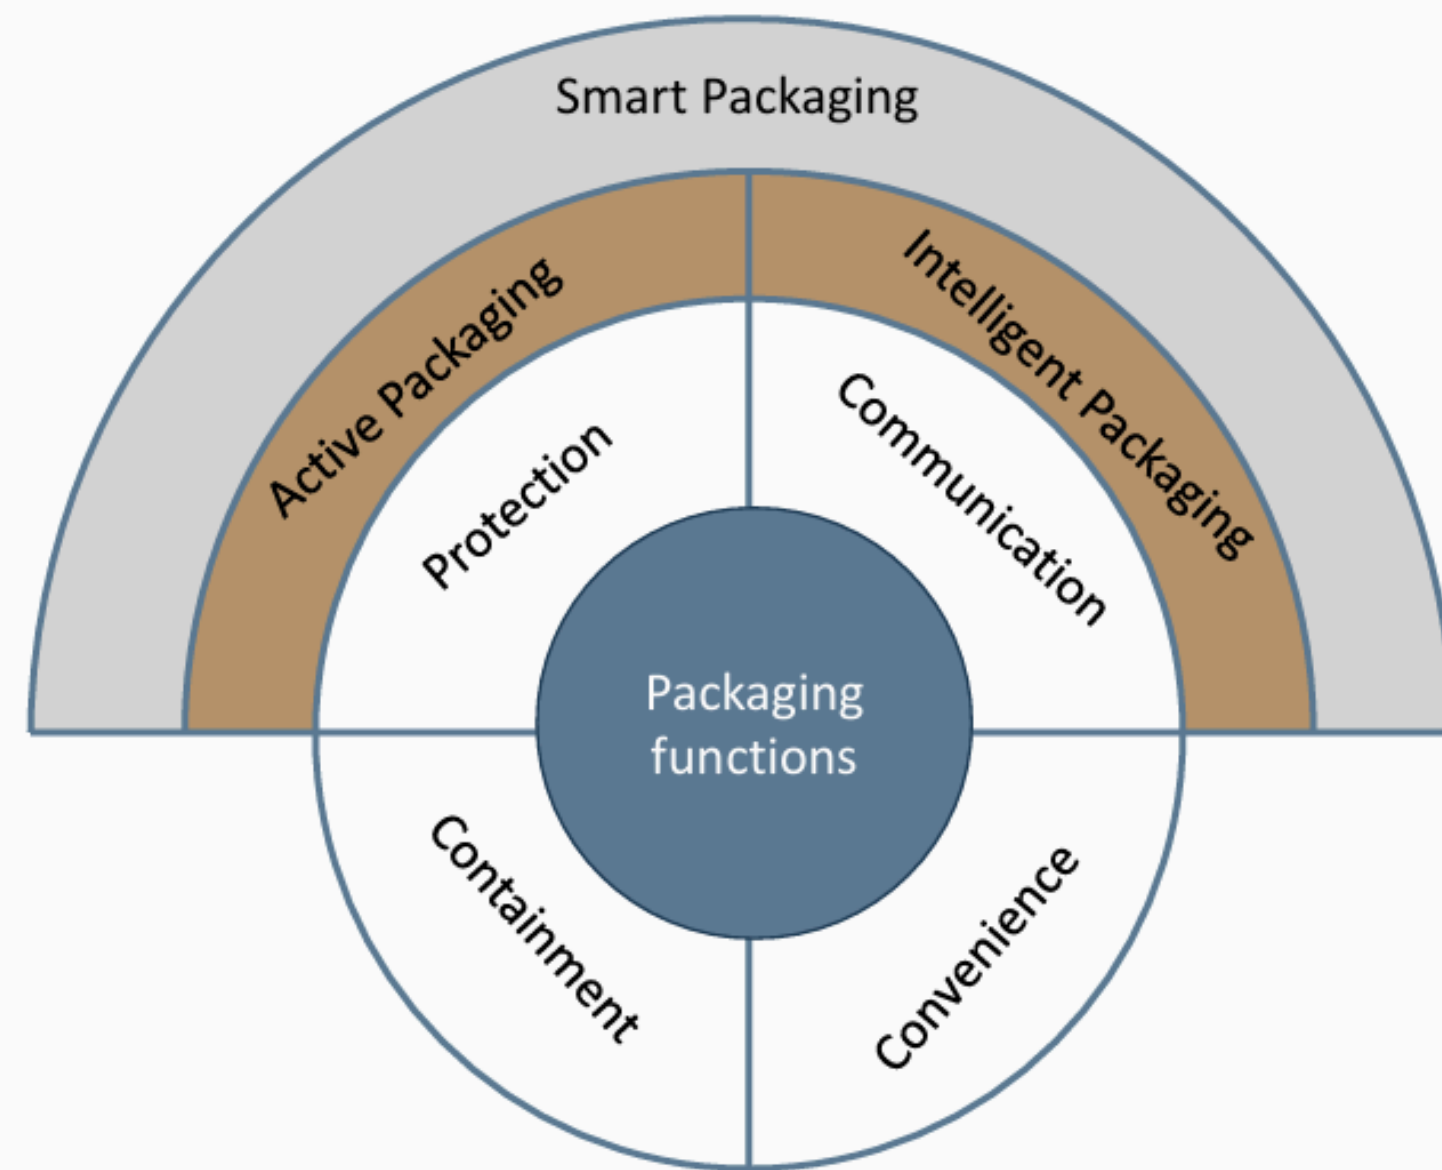 Smart Packaging
Active Packaging
Intelligent Packaging
Protection
Communication
Packaging
functions
Containment
Convenience